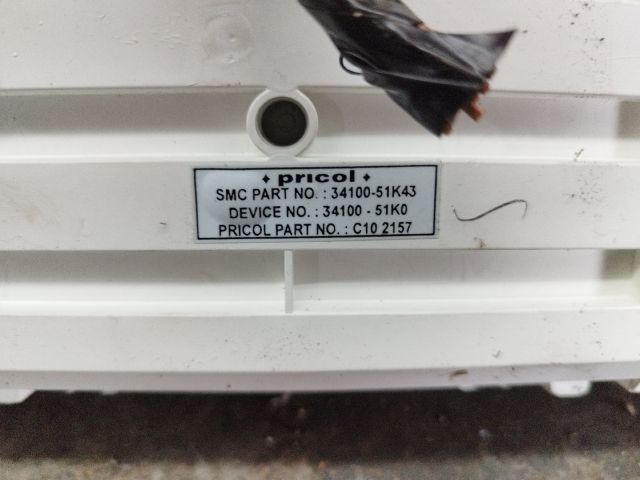 ♦ pricol ♦
SMC PART NO. : 34100-51K43
DEVICE NO. : 34100 - 51K0
PRICOL PART NO. : C10 2157